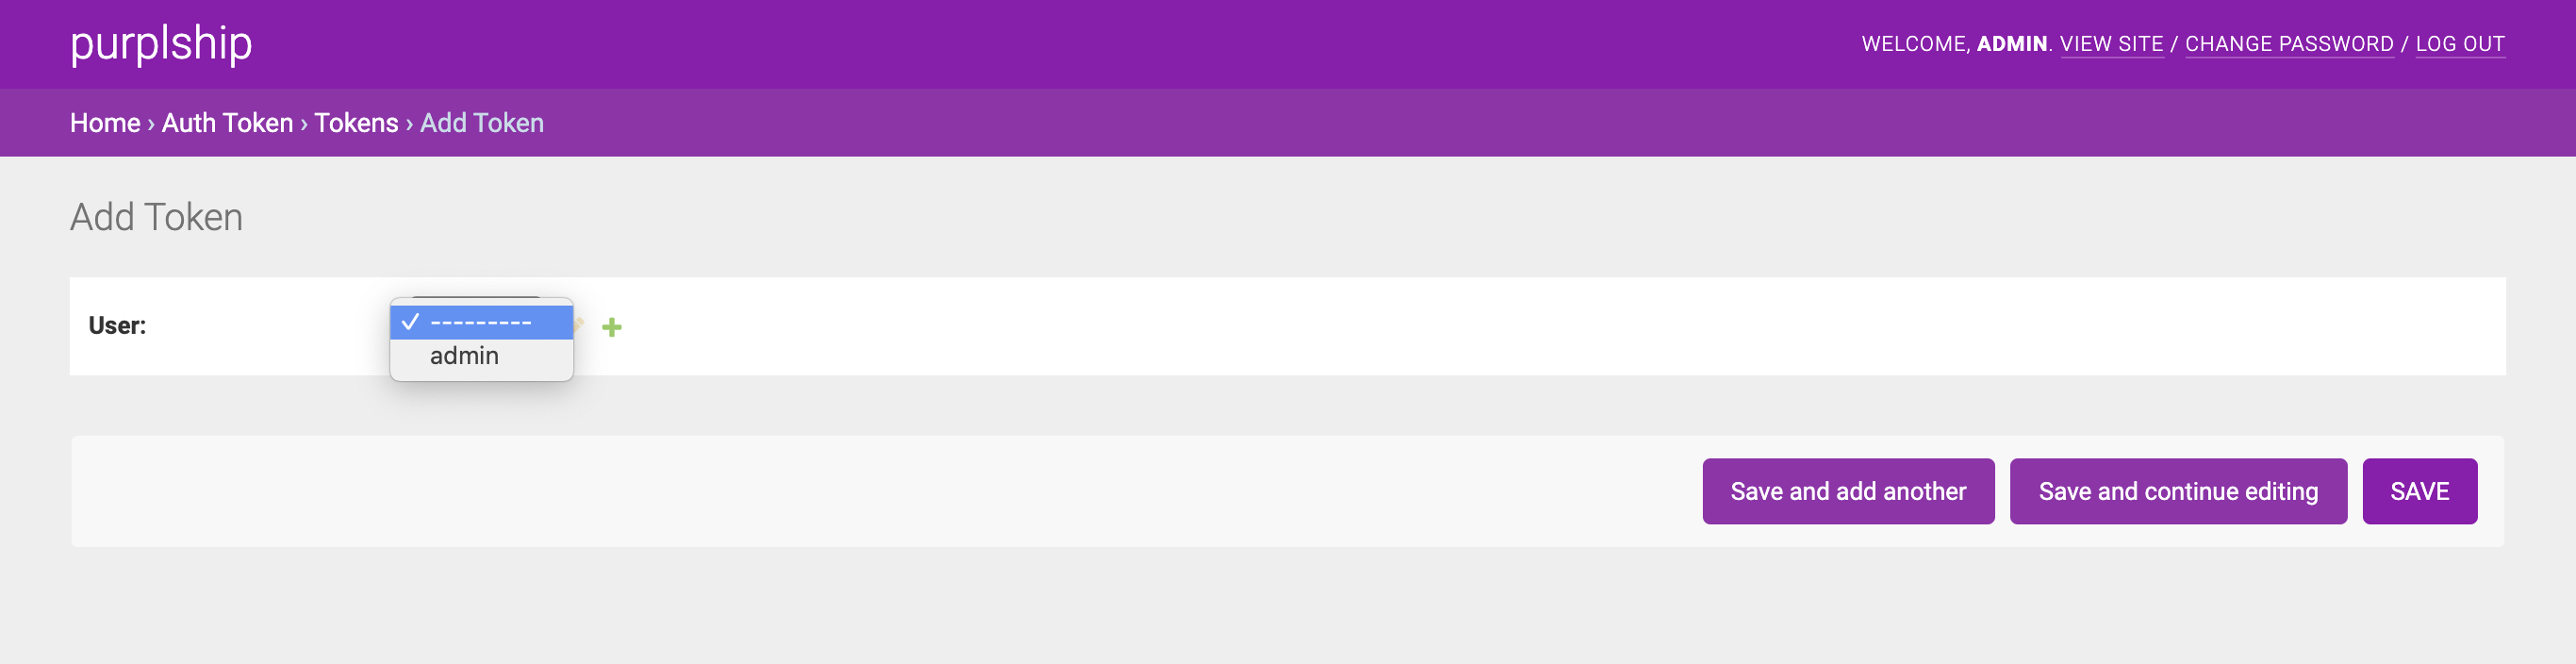 purplship
WELCOME, ADMIN. VIEW SITE / CHANGE PASSWORD / LOG OUT
Home › Auth Token › Tokens › Add Token
Add Token
User:
✓ ---------
admin
Save and add another
Save and continue editing
SAVE